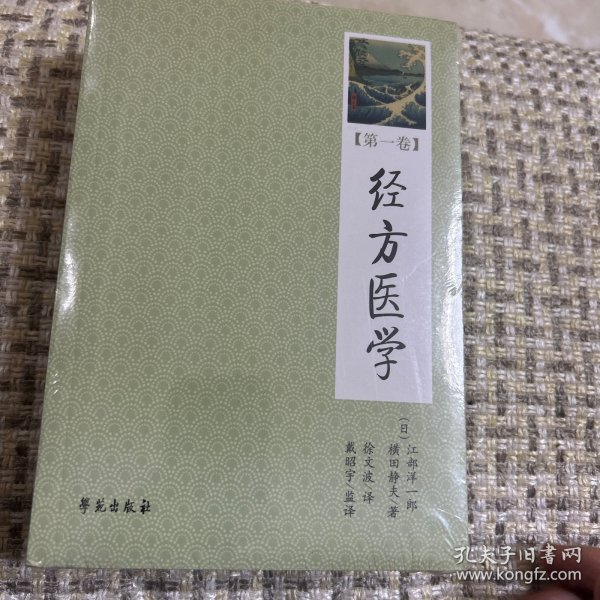 【第一卷】
经方医学
(日)江部洋一郎
横田静夫/著
徐文波/译
戴昭宇/监译
學苑出版社
孔夫子旧书网
www.kongfz.com